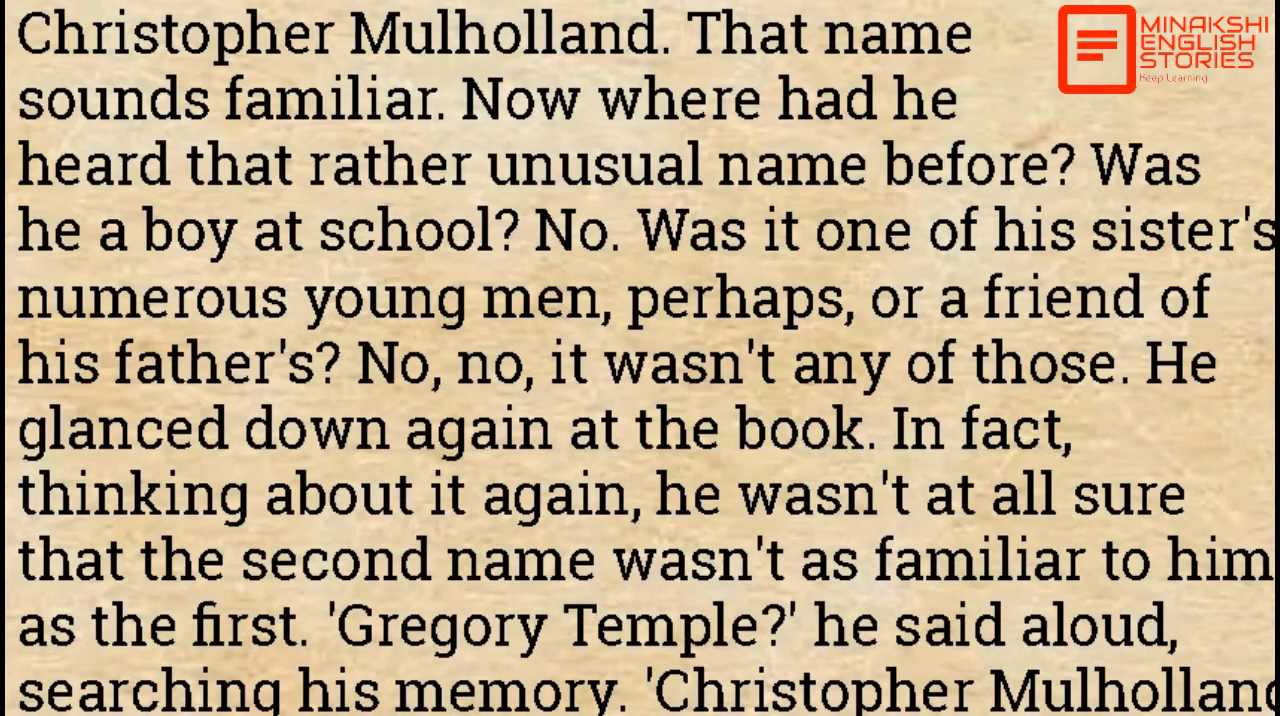 Christopher Mulholland. That name
sounds familiar. Now where had he
heard that rather unusual name before? Was
he a boy at school? No. Was it one of his sister's
numerous young men, perhaps, or a friend of
his father's? No, no, it wasn't any of those. He
glanced down again at the book. In fact,
thinking about it again, he wasn't at all sure
that the second name wasn't as familiar to him
as the first. 'Gregory Temple?' he said aloud,
searching his memory. 'Christopher Mulholland
MINAKSHI
ENGLISH
STORIES
Keep Learning